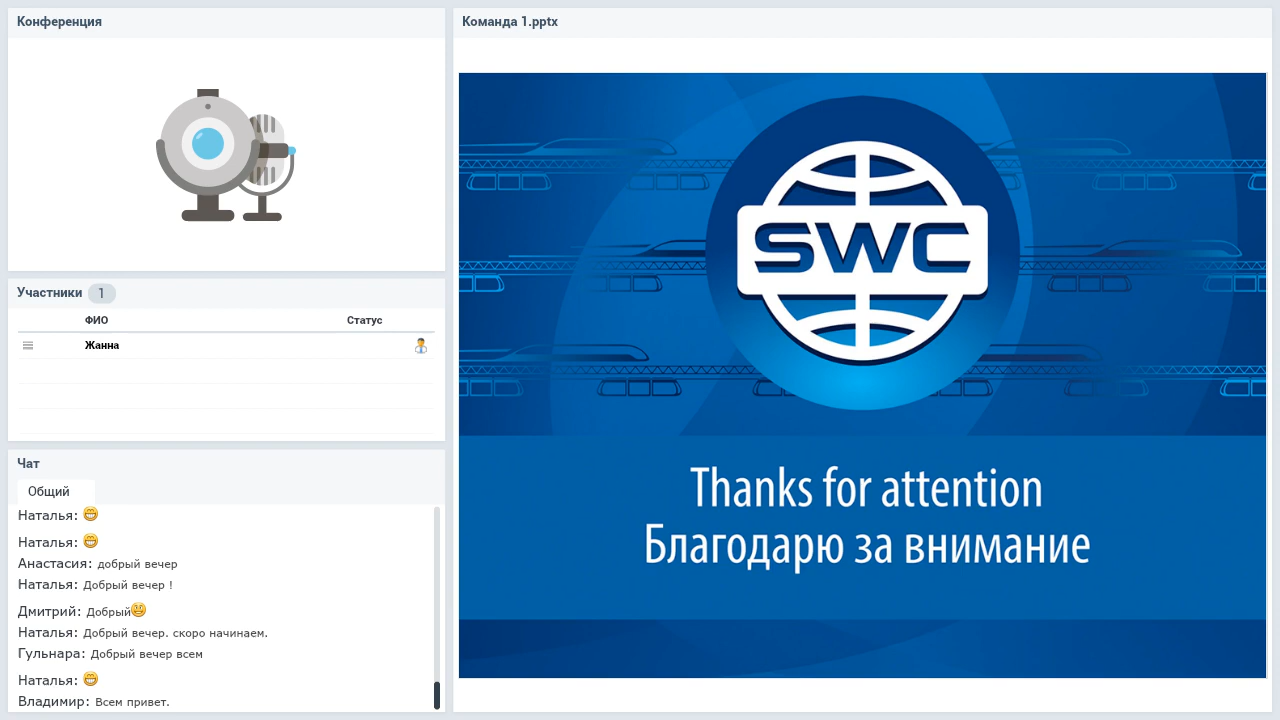 Конференция
Участники 1
ФИО Статус
Жанна
Чат
Общий
Наталья:
Наталья:
Анастасия: добрый вечер
Наталья: Добрый вечер !
Дмитрий: Добрый
Наталья: Добрый вечер. скоро начинаем.
Гульнара: Добрый вечер всем
Наталья:
Владимир: Всем привет.
Команда 1.pptx
SWC
Thanks for attention
Благодарю за внимание